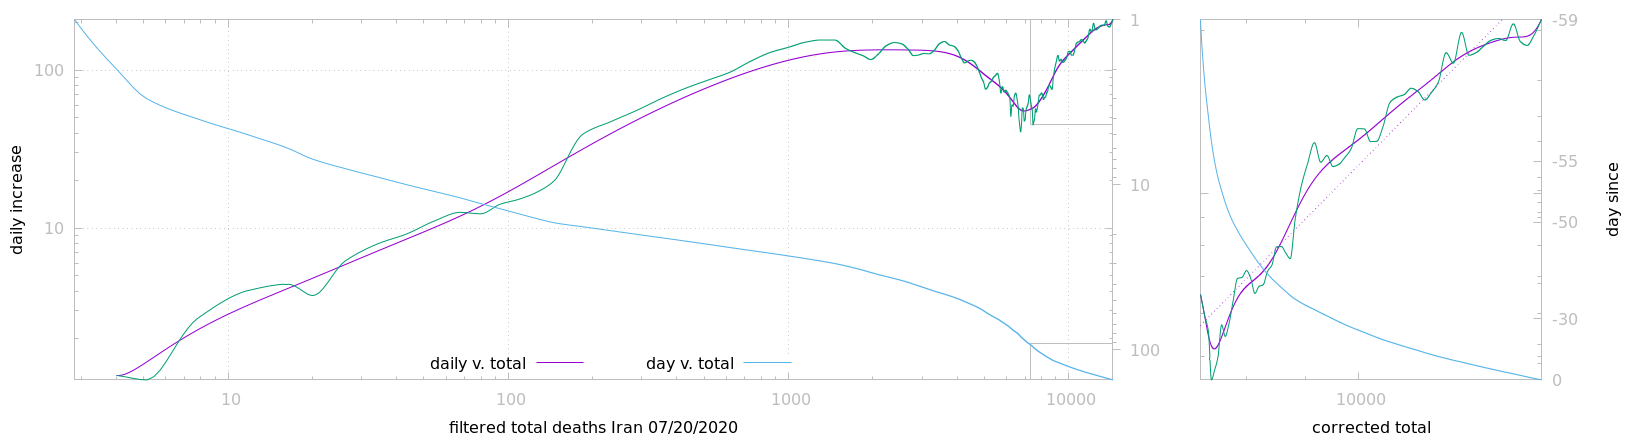 1
-59
100
-55
daily increase
10
day since
-50
10
-30
daily v. total
day v. total
100
0
10
100
1000
10000
10000
filtered total deaths Iran 07/20/2020
corrected total